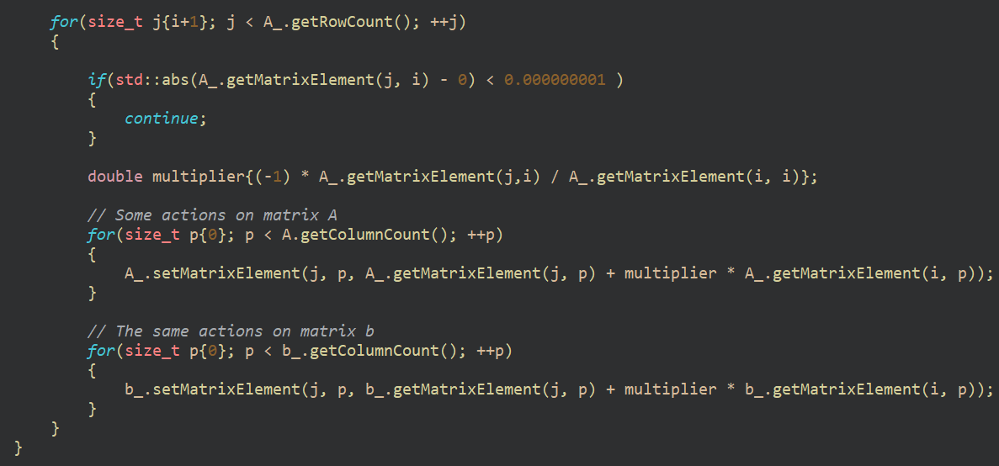 for(size_t j{i+1}; j < A_.getRowCount(); ++j)
{
if(std::abs(A_.getMatrixElement(j, i) - 0) < 0.000000001 )
{
continue;
}
double multiplier{(-1) * A_.getMatrixElement(j,i) / A_.getMatrixElement(i, i)};
// Some actions on matrix A
for(size_t p{0}; p < A.getColumnCount(); ++p)
{
A_.setMatrixElement(j, p, A_.getMatrixElement(j, p) + multiplier * A_.getMatrixElement(i, p));
}
// The same actions on matrix b
for(size_t p{0}; p < b_.getColumnCount(); ++p)
{
b_.setMatrixElement(j, p, b_.getMatrixElement(j, p) + multiplier * b_.getMatrixElement(i, p));
}
}
}